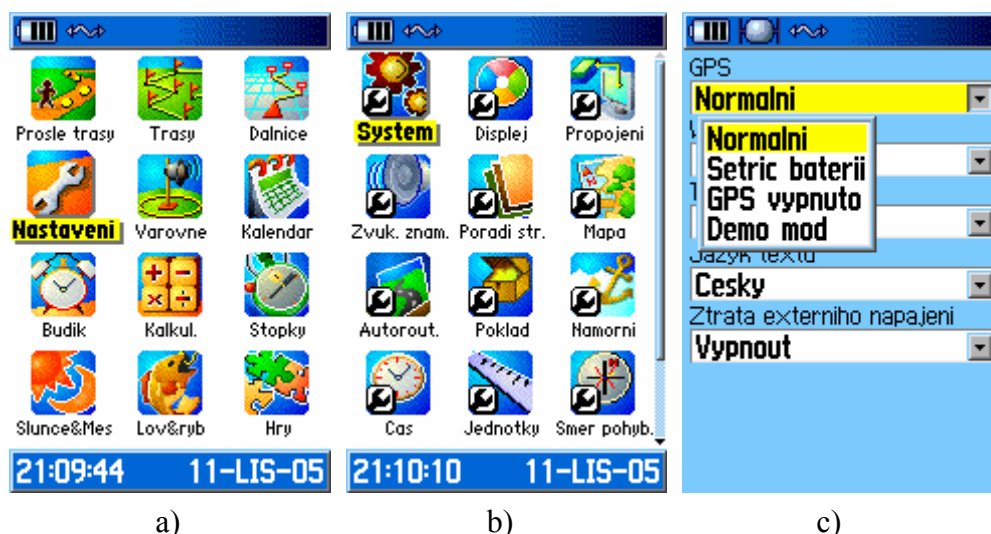 Prosle trasy Trasy Dalnice
Nastaveni Varovne Kalendar
Budik Kalkul. Stopky
Slunce&Mes Lov&ryb Hry
21:09:44 11-LIS-05
a)
System Displej Propojeni
Zvuk. znam. Poradi str. Mapa
Autorout. Poklad Namorni
Cas Jednotky Smer pohyb.
21:10:10 11-LIS-05
b)
GPS
Normalni
Normalni
Setric baterii
GPS vypnuto
Demo mod
Jazyk textu
Cesky
Ztrata externiho napajeni
Vypnout
c)